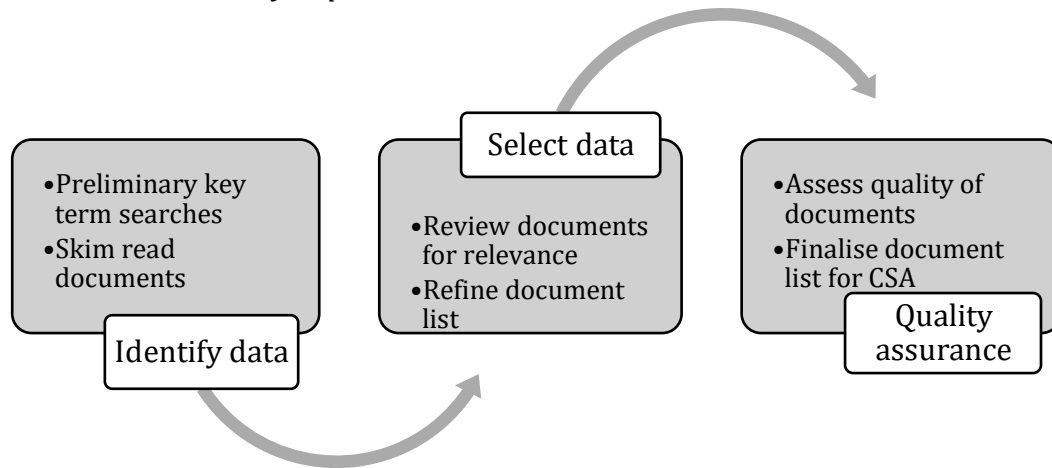 •Preliminary key
term searches
•Skim read
documents
Identify data
Select data
•Review documents
for relevance
•Refine document
list
•Assess quality of
documents
•Finalise document
list for CSA
Quality
assurance